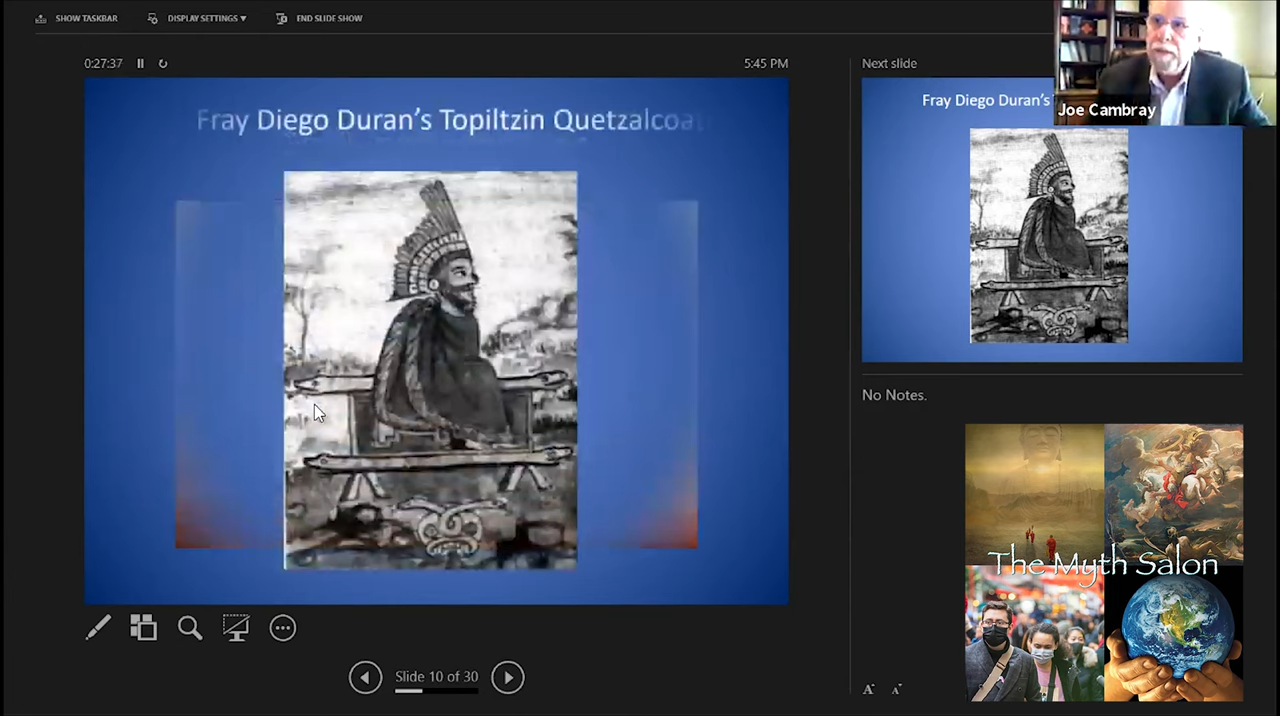 SHOW TASKBAR DISPLAY SETTINGS ▼ END SLIDE SHOW
0:27:37 5:45 PM Next slide
Fray Diego Duran's Topiltzin Quetzalcoat
Fray Diego Duran's
Joe Cambray
No Notes.
The Myth Salon
Slide 10 of 30
A A